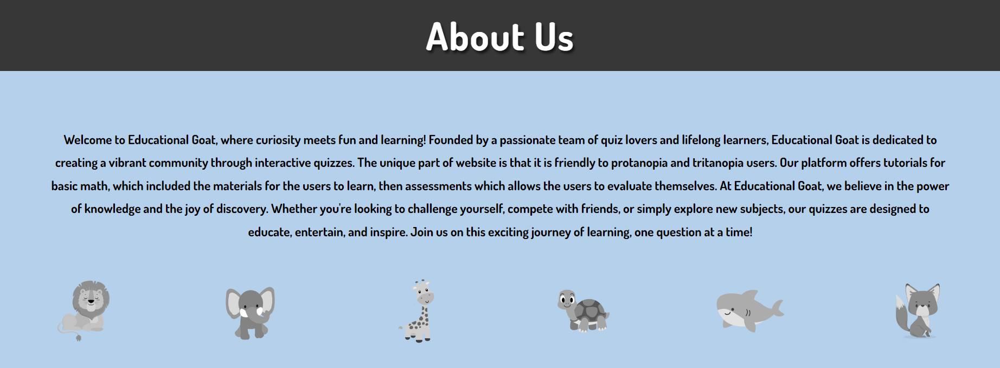 About Us
Welcome to Educational Goat, where curiosity meets fun and learning! Founded by a passionate team of quiz lovers and lifelong learners, Educational Goat is dedicated to
creating a vibrant community through interactive quizzes. The unique part of website is that it is friendly to protanopia and tritanopia users. Our platform offers tutorials for
basic math, which included the materials for the users to learn, then assessments which allows the users to evaluate themselves. At Educational Goat, we believe in the power
of knowledge and the joy of discovery. Whether you're looking to challenge yourself, compete with friends, or simply explore new subjects, our quizzes are designed to
educate, entertain, and inspire. Join us on this exciting journey of learning, one question at a time!